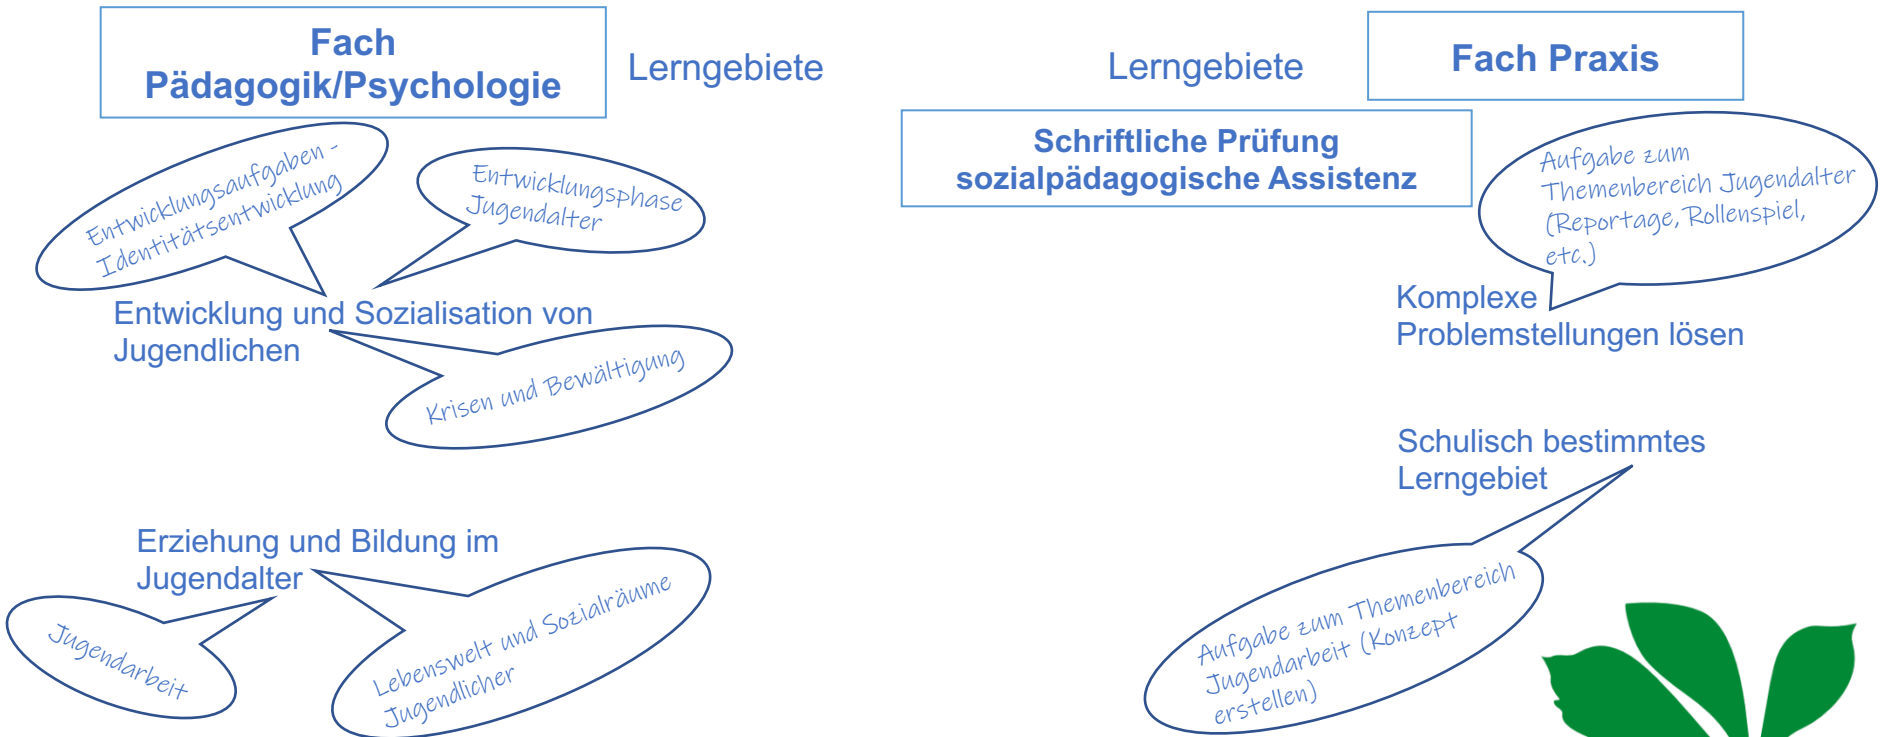 Fach
Pädagogik/Psychologie
Lerngebiete
Entwicklungsaufgaben -
Identitätsentwicklung
Entwicklungsphase
Jugendalter
Entwicklung und Sozialisation von
Jugendlichen
Krisen und Bewältigung
Erziehung und Bildung im
Jugendalter
Jugendarbeit
Lebenswelt und Sozialräume
Jugendlicher
Lerngebiete
Fach Praxis
Schriftliche Prüfung
sozialpädagogische Assistenz
Aufgabe zum
Themenbereich Jugendalter
(Reportage, Rollenspiel,
etc.)
Komplexe
Problemstellungen lösen
Schulisch bestimmtes
Lerngebiet
Aufgabe zum Themenbereich
Jugendarbeit (Konzept
erstellen)